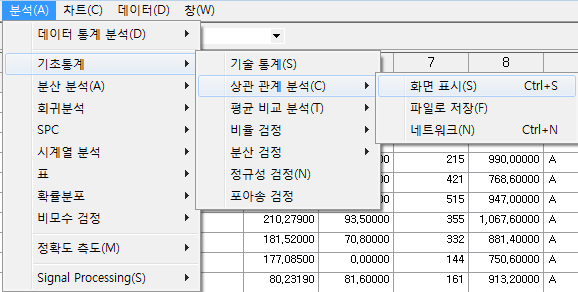 분석(A) 차트(C) 데이터(D) 창(W)
데이터 통계 분석(D)
기초통계
분산 분석(A)
회귀분석
SPC
시계열 분석
표
확률분포
비모수 검정
정확도 측도(M)
Signal Processing(S)
기술 통계(S)
상관 관계 분석(C)
평균 비교 분석(T)
비율 검정
분산 검정
정규성 검정(N)
포아송 검정
화면 표시(S) Ctrl+S
파일로 저장(F)
네트워크(N) Ctrl+N
7 8
215 990,00000 A
421 768,60000 A
515 947,00000 A
210,27900 93,50000 355 1,067,60000 A
181,52000 70,80000 332 881,40000 A
177,08500 0,00000 144 750,60000 A
80,23190 81,60000 161 913,20000 A